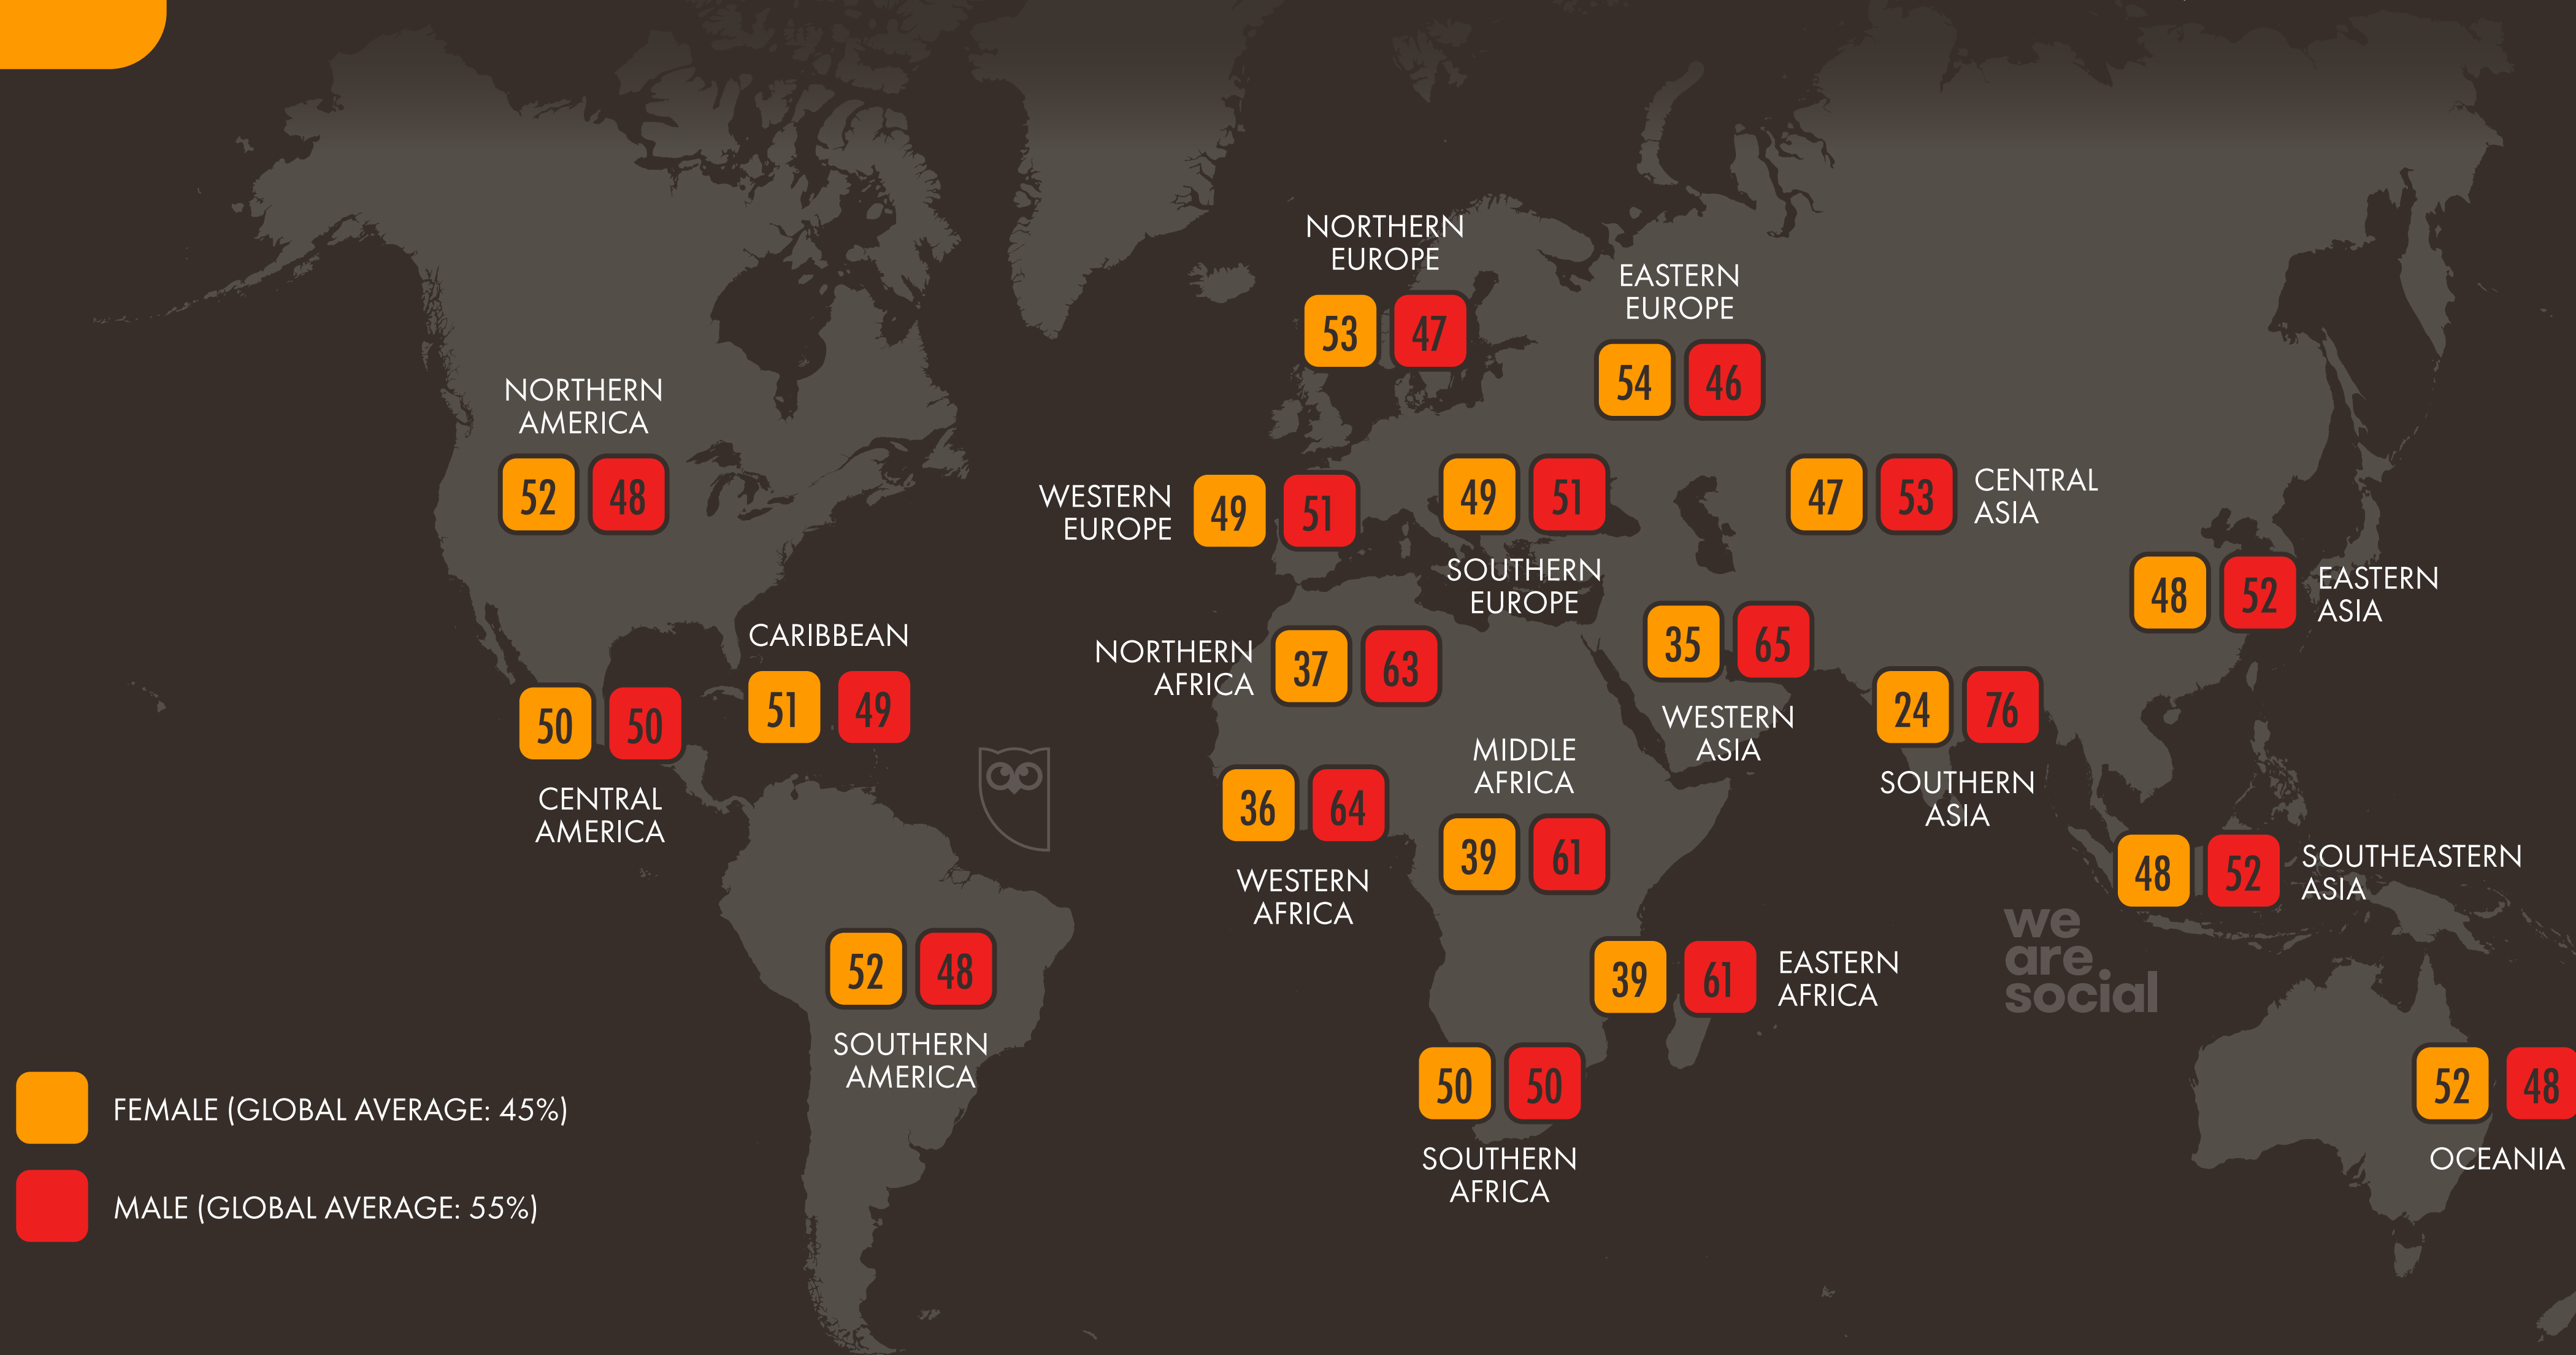 NORTHERN
EUROPE
53 47
EASTERN
EUROPE
54 46
NORTHERN
AMERICA
52 48
WESTERN
EUROPE
49 51
49 51
SOUTHERN
EUROPE
47 53
CENTRAL
ASIA
48 52
EASTERN
ASIA
CARIBBEAN
51 49
50 50
CENTRAL
AMERICA
NORTHERN
AFRICA
37 63
35 65
WESTERN
ASIA
24 76
SOUTHERN
ASIA
MIDDLE
AFRICA
39 61
36 64
WESTERN
AFRICA
48 52
SOUTHEASTERN
ASIA
we
are
social
52 48
SOUTHERN
AMERICA
39 61
EASTERN
AFRICA
50 50
SOUTHERN
AFRICA
52 48
OCEANIA
FEMALE (GLOBAL AVERAGE: 45%)
MALE (GLOBAL AVERAGE: 55%)